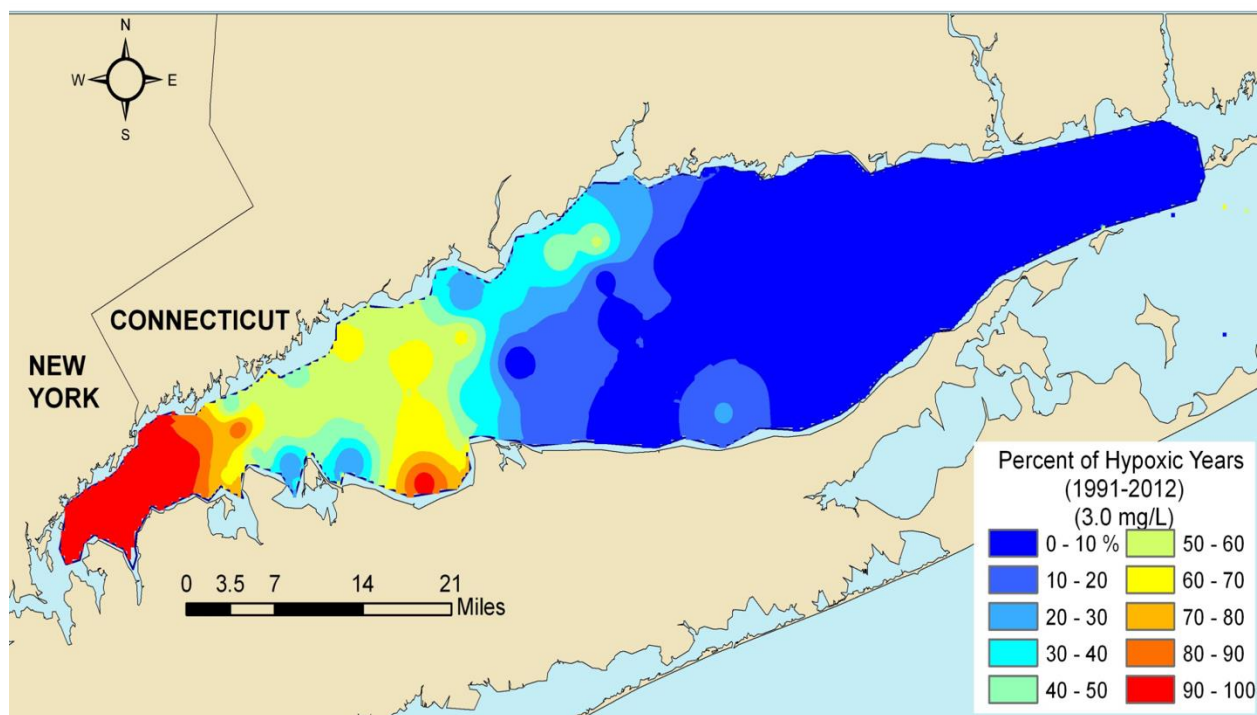 N
W E
S
CONNECTICUT
NEW
YORK
0 3.5 7 14 21
Miles
Percent of Hypoxic Years
(1991-2012)
(3.0 mg/L)
0 - 10 % 50 - 60
10 - 20 60 - 70
20 - 30 70 - 80
30 - 40 80 - 90
40 - 50 90 - 100